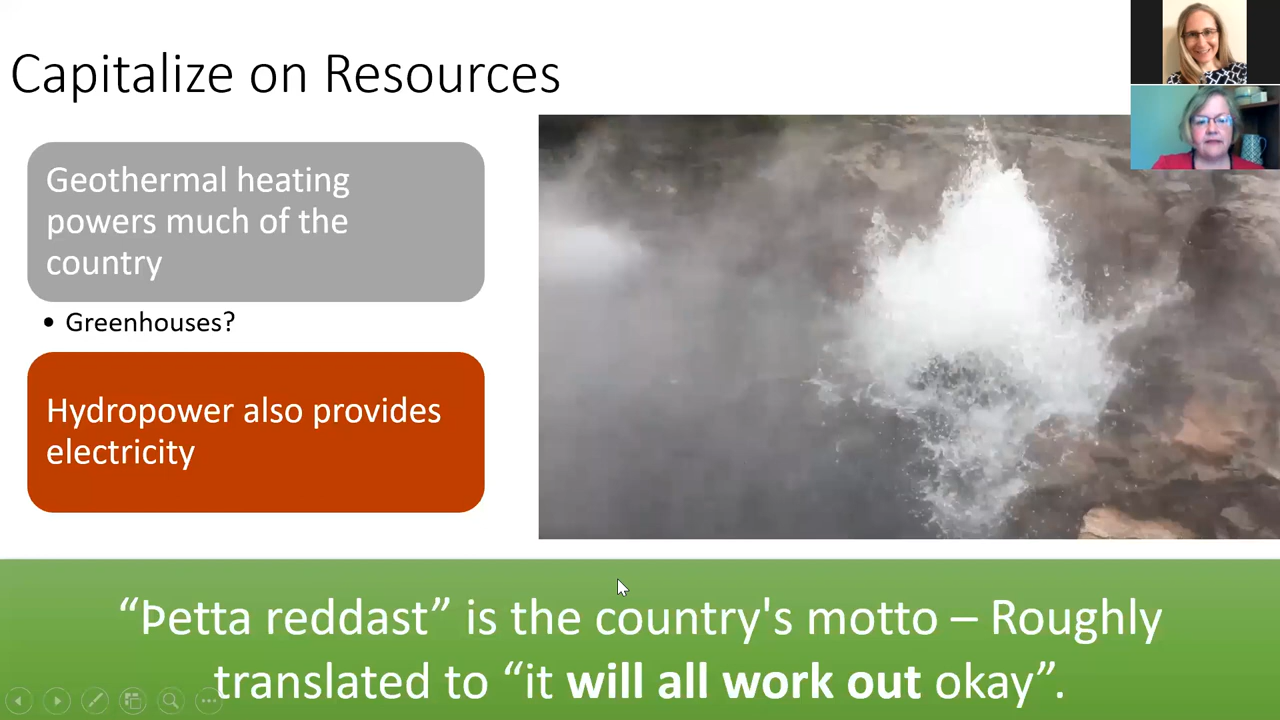 Capitalize on Resources
Geothermal heating
powers much of the
country
• Greenhouses?
Hydropower also provides
electricity
“Þetta reddast” is the country's motto – Roughly
translated to “it will all work out okay”.